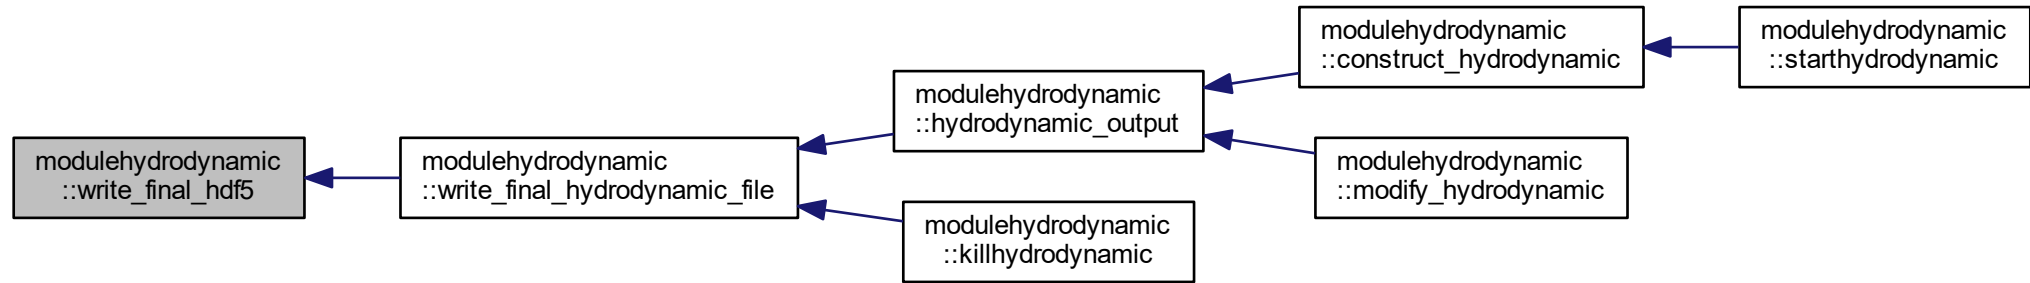 modulehydrodynamic
::write_final_hdf5
modulehydrodynamic
::write_final_hydrodynamic_file
modulehydrodynamic
::hydrodynamic_output
modulehydrodynamic
::construct_hydrodynamic
modulehydrodynamic
::starthydrodynamic
modulehydrodynamic
::modify_hydrodynamic
modulehydrodynamic
::killhydrodynamic